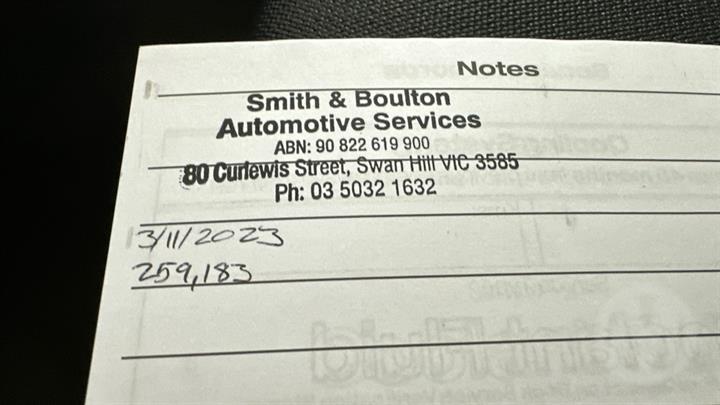 Notes
Smith & Boulton
Automotive Services
ABN: 90 822 619 900
80 Curlewis Street, Swan Hill VIC 3585
Ph: 03 5032 1632
3/11/2023
259,183